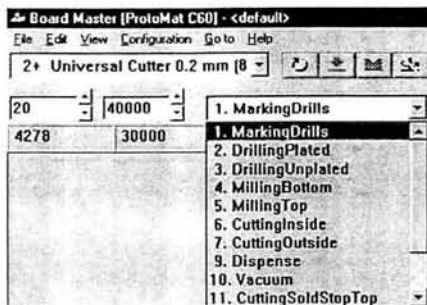 Board Master [ProtoMat C60] - <default>
File Edit View Configuration Go to Help
2+ Universal Cutter 0.2 mm (8
20 40000 1. MarkingDrills
4278 30000 1. MarkingDrills
2. DrillingPlated
3. DrillingUnplated
4. MillingBottom
5. MillingTop
6. CuttingInside
7. CuttingOutside
9. Dispense
10. Vacuum
11. CuttingSoldStopTop